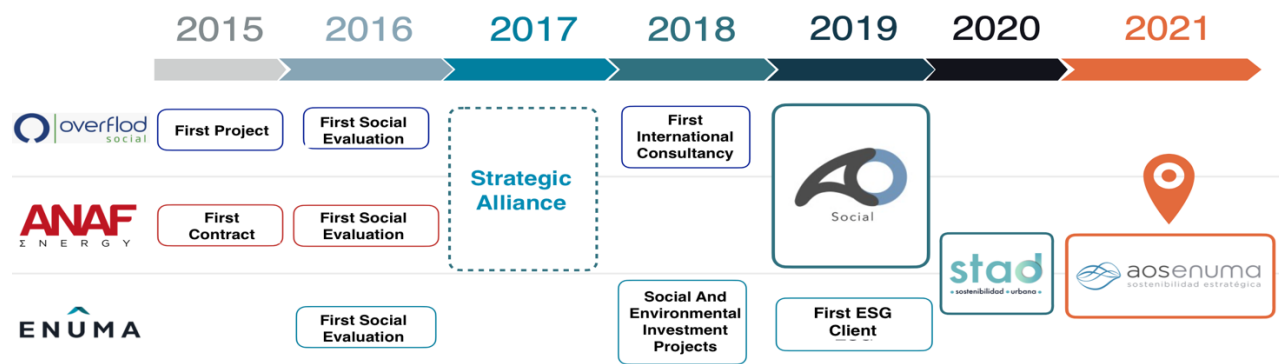 2015 2016 2017 2018 2019 2020 2021
overflod
social
First Project
First Social
Evaluation
Strategic
Alliance
First
International
Consultancy
Social
ANAF
ΣNERGY
First
Contract
First Social
Evaluation
stad
sostenibilidad • urbana
aosenuma
sostenibilidad estratégica
ENÛMA
First Social
Evaluation
Social And
Environmental
Investment
Projects
First ESG
Client